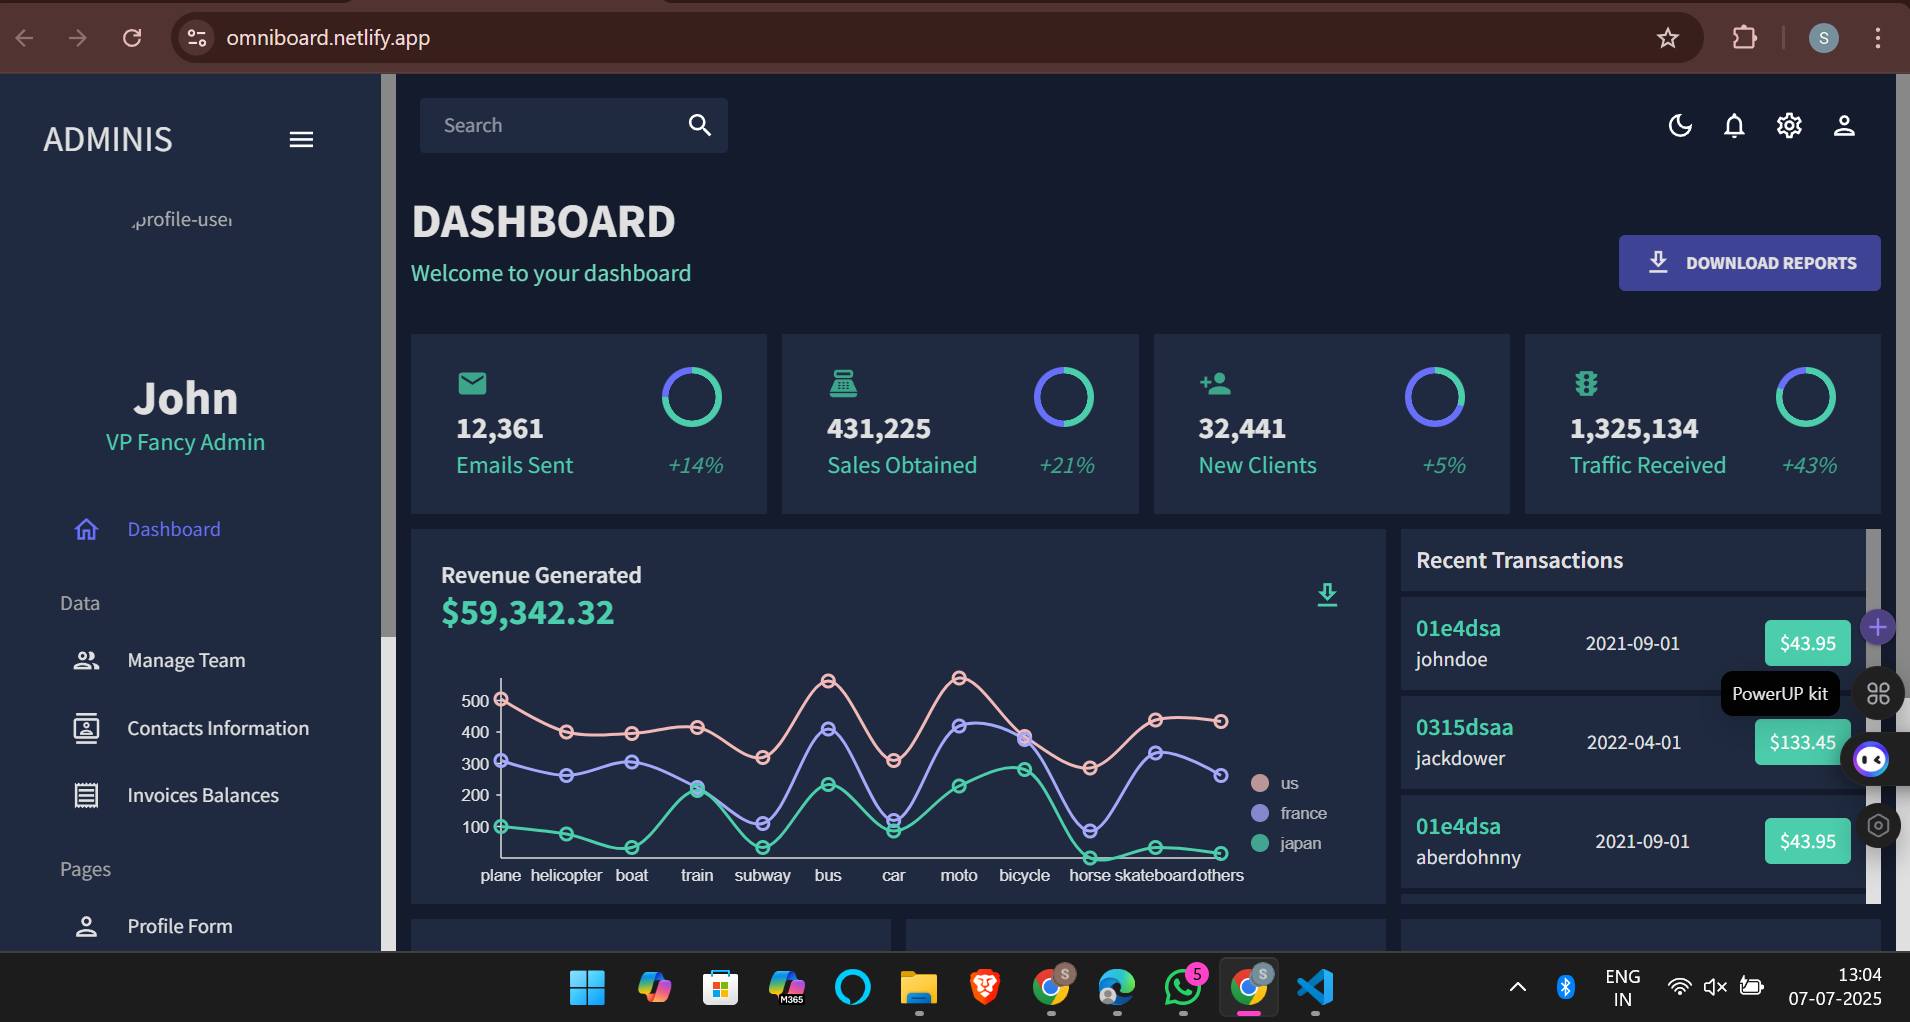 omniboard.netlify.app
S
ADMINIS
profile-user
John
VP Fancy Admin
Dashboard
Data
Manage Team
Contacts Information
Invoices Balances
Pages
Profile Form
Search
DASHBOARD
Welcome to your dashboard
DOWNLOAD REPORTS
12,361
Emails Sent
+14%
431,225
Sales Obtained
+21%
32,441
New Clients
+5%
1,325,134
Traffic Received
+43%
Revenue Generated
$59,342.32
500
400
300
200
100
plane helicopter boat train subway bus car moto bicycle horse skateboard others
us
france
japan
Recent Transactions
01e4dsa
johndoe
2021-09-01
$43.95
PowerUP kit
0315dsaa
jackdower
2022-04-01
$133.45
01e4dsa
aberdohnny
2021-09-01
$43.95
M365
S
5
S
ENG
IN
13:04
07-07-2025